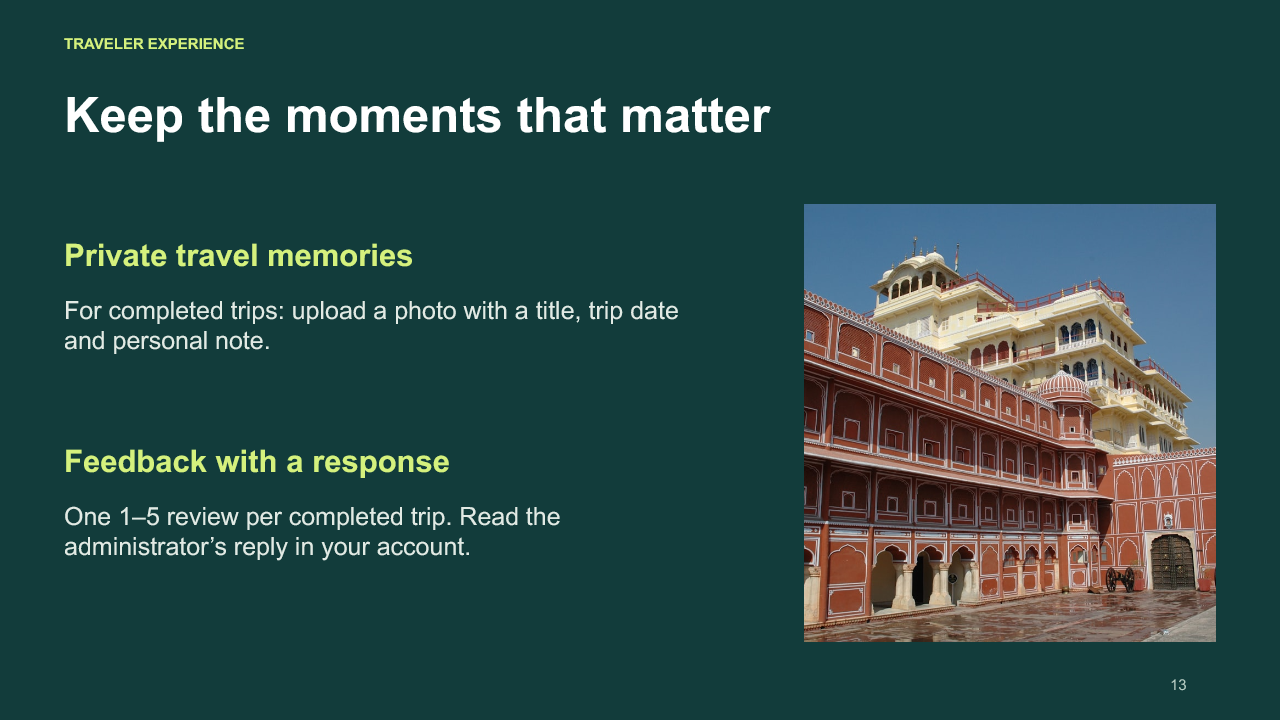 TRAVELER EXPERIENCE
Keep the moments that matter
Private travel memories
For completed trips: upload a photo with a title, trip date
and personal note.
Feedback with a response
One 1–5 review per completed trip. Read the
administrator’s reply in your account.
13